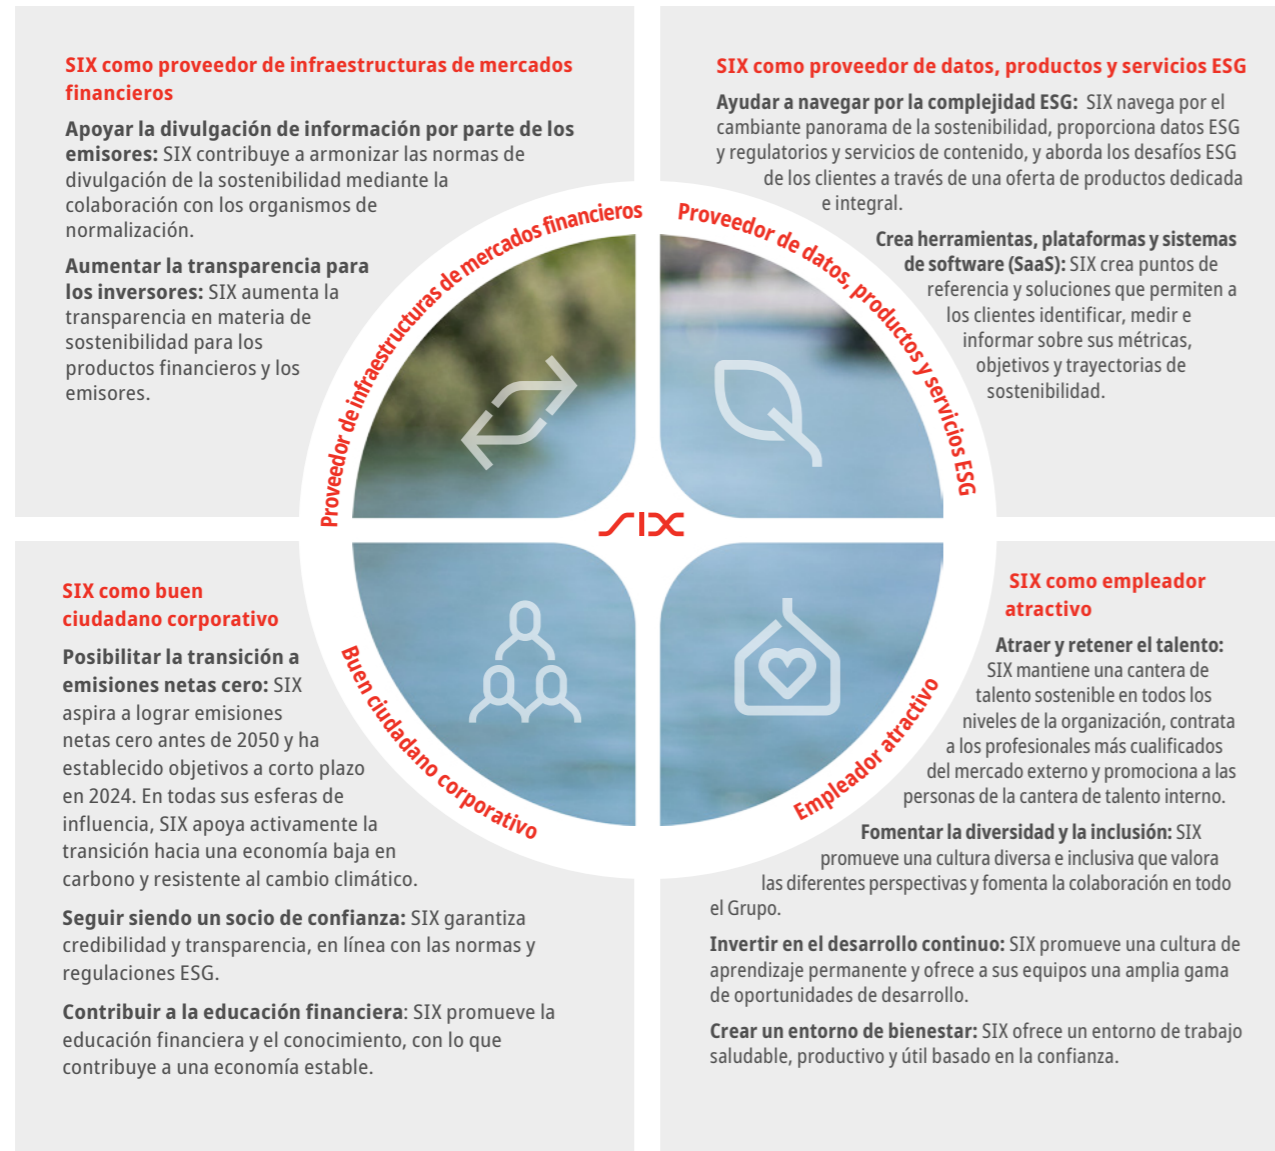 SIX como proveedor de infraestructuras de mercados
financieros
Apoyar la divulgación de información por parte de los
emisores: SIX contribuye a armonizar las normas de
divulgación de la sostenibilidad mediante la
colaboración con los organismos de
normalización.
Aumentar la transparencia para
los inversores: SIX aumenta la
transparencia en materia de
sostenibilidad para los
productos financieros y los
emisores.
SIX como proveedor de datos, productos y servicios ESG
Ayudar a navegar por la complejidad ESG: SIX navega por el
cambiante panorama de la sostenibilidad, proporciona datos ESG
y regulatorios y servicios de contenido, y aborda los desafíos ESG
de los clientes a través de una oferta de productos dedicada
e integral.
Crea herramientas, plataformas y sistemas
de software (SaaS): SIX crea puntos de
referencia y soluciones que permiten a
los clientes identificar, medir e
informar sobre sus métricas,
objetivos y trayectorias de
sostenibilidad.
Proveedor de infraestructuras de mercados financieros
Proveedor de datos, productos y servicios ESG
SIX
Buen ciudadano corporativo
Empleador atractivo
SIX como buen
ciudadano corporativo
Posibilitar la transición a
emisiones netas cero: SIX
aspira a lograr emisiones
netas cero antes de 2050 y ha
establecido objetivos a corto plazo
en 2024. En todas sus esferas de
influencia, SIX apoya activamente la
transición hacia una economía baja en
carbono y resistente al cambio climático.
Seguir siendo un socio de confianza: SIX garantiza
credibilidad y transparencia, en línea con las normas y
regulaciones ESG.
Contribuir a la educación financiera: SIX promueve la
educación financiera y el conocimiento, con lo que
contribuye a una economía estable.
SIX como empleador
atractivo
Atraer y retener el talento:
SIX mantiene una cantera de
talento sostenible en todos los
niveles de la organización, contrata
a los profesionales más cualificados
del mercado externo y promociona a las
personas de la cantera de talento interno.
Fomentar la diversidad y la inclusión: SIX
promueve una cultura diversa e inclusiva que valora
las diferentes perspectivas y fomenta la colaboración en todo
el Grupo.
Invertir en el desarrollo continuo: SIX promueve una cultura de
aprendizaje permanente y ofrece a sus equipos una amplia gama
de oportunidades de desarrollo.
Crear un entorno de bienestar: SIX ofrece un entorno de trabajo
saludable, productivo y útil basado en la confianza.